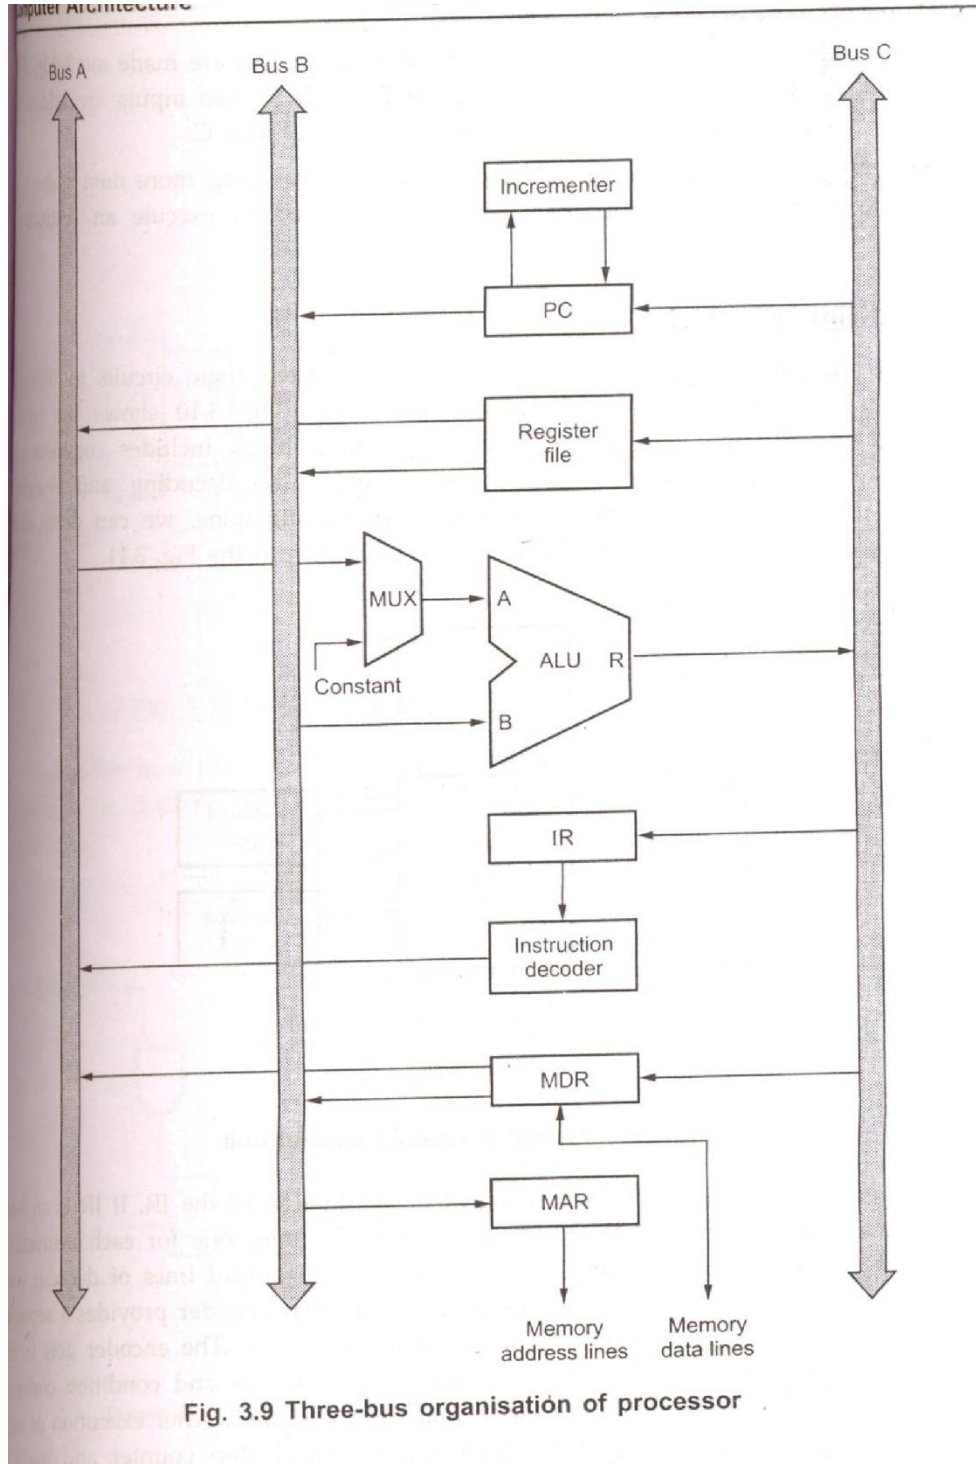 Computer Architecture
Bus A
Bus B
Bus C
Incrementer
PC
Register
file
MUX
A
ALU
R
Constant
B
IR
Instruction
decoder
MDR
MAR
Memory
address lines
Memory
data lines
Fig. 3.9 Three-bus organisation of processor